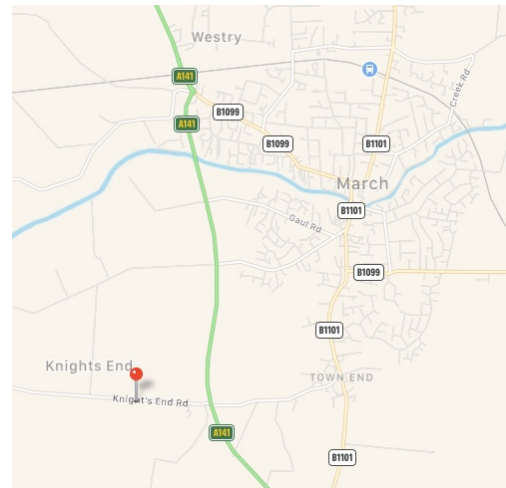 Westry
A141
B1099
A141
B1099
B1101
Creek Rd
March
B1101
Gaul Rd
B1099
B1101
Knights End
TOWN END
Knight's End Rd
A141
B1101